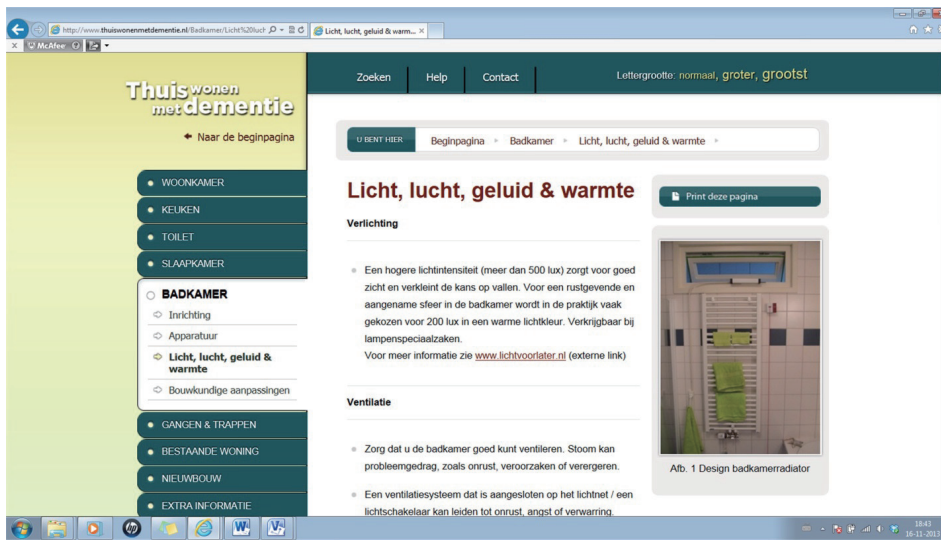 http://www.thuiswonenmetdementie.nl/Badkamer/Licht%20luch
Licht, lucht, geluid & warm...
x McAfee
Zoeken Help Contact Lettergrootte: normaal, groter, grootst
Thuis wonen
met dementie
Naar de beginpagina
U BENT HIER Beginpagina Badkamer Licht, lucht, geluid & warmte
WOONKAMER
KEUKEN
TOILET
SLAAPKAMER
BADKAMER
Inrichting
Apparatuur
Licht, lucht, geluid &
warmte
Bouwkundige aanpassingen
GANGEN & TRAPPEN
BESTAANDE WONING
NIEUWBOUW
EXTRA INFORMATIE
Licht, lucht, geluid & warmte
Verlichting
Een hogere lichtintensiteit (meer dan 500 lux) zorgt voor goed
zicht en verkleint de kans op vallen. Voor een rustgevende en
aangename sfeer in de badkamer wordt in de praktijk vaak
gekozen voor 200 lux in een warme lichtkleur. Verkrijgbaar bij
lampenspeciaalzaken.
Voor meer informatie zie www.lichtvoorlater.nl (externe link)
Ventilatie
Zorg dat u de badkamer goed kunt ventileren. Stoom kan
probleemgedrag, zoals onrust, veroorzaken of verergeren.
Een ventilatiesysteem dat is aangesloten op het lichtnet / een
lichtschakelaar kan leiden tot onrust, angst of verwarring.
Print deze pagina
Afb. 1 Design badkamerradiator
hp
18:43
16-11-2013